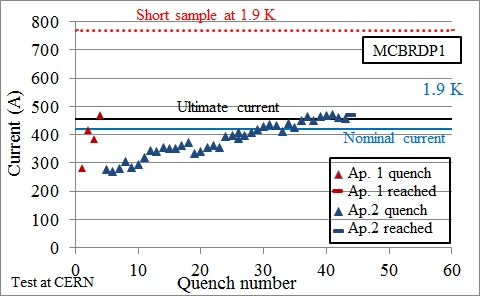 Short sample at 1.9 K
800
700
600
500
400
300
200
100
0
Current (A)
MCBRDP1
1.9 K
Ultimate current
Nominal current
Ap. 1 quench
Ap. 1 reached
Ap.2 quench
Ap.2 reached
0 10 20 30 40 50 60
Quench number
Test at CERN